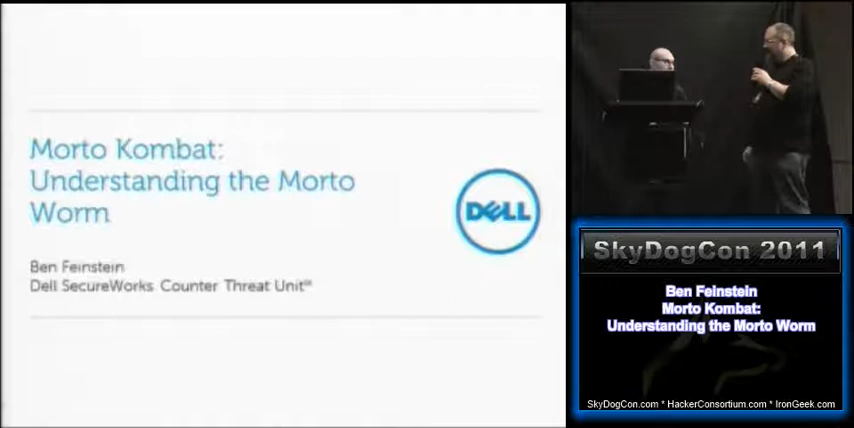 Morto Kombat:
Understanding the Morto
Worm
DELL
Ben Feinstein
Dell SecureWorks Counter Threat Unit℠
SkyDogCon 2011
Ben Feinstein
Morto Kombat:
Understanding the Morto Worm
SkyDogCon.com * HackerConsortium.com * IronGeek.com